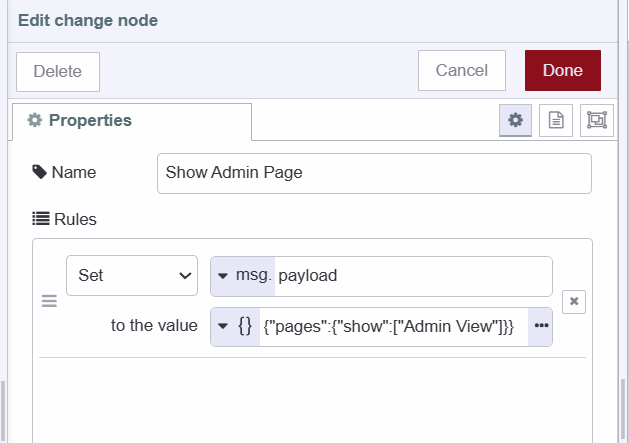 Edit change node
Delete Cancel Done
Properties
Name Show Admin Page
Rules
Set msg. payload
to the value {} {"pages":{"show":["Admin View"]}}